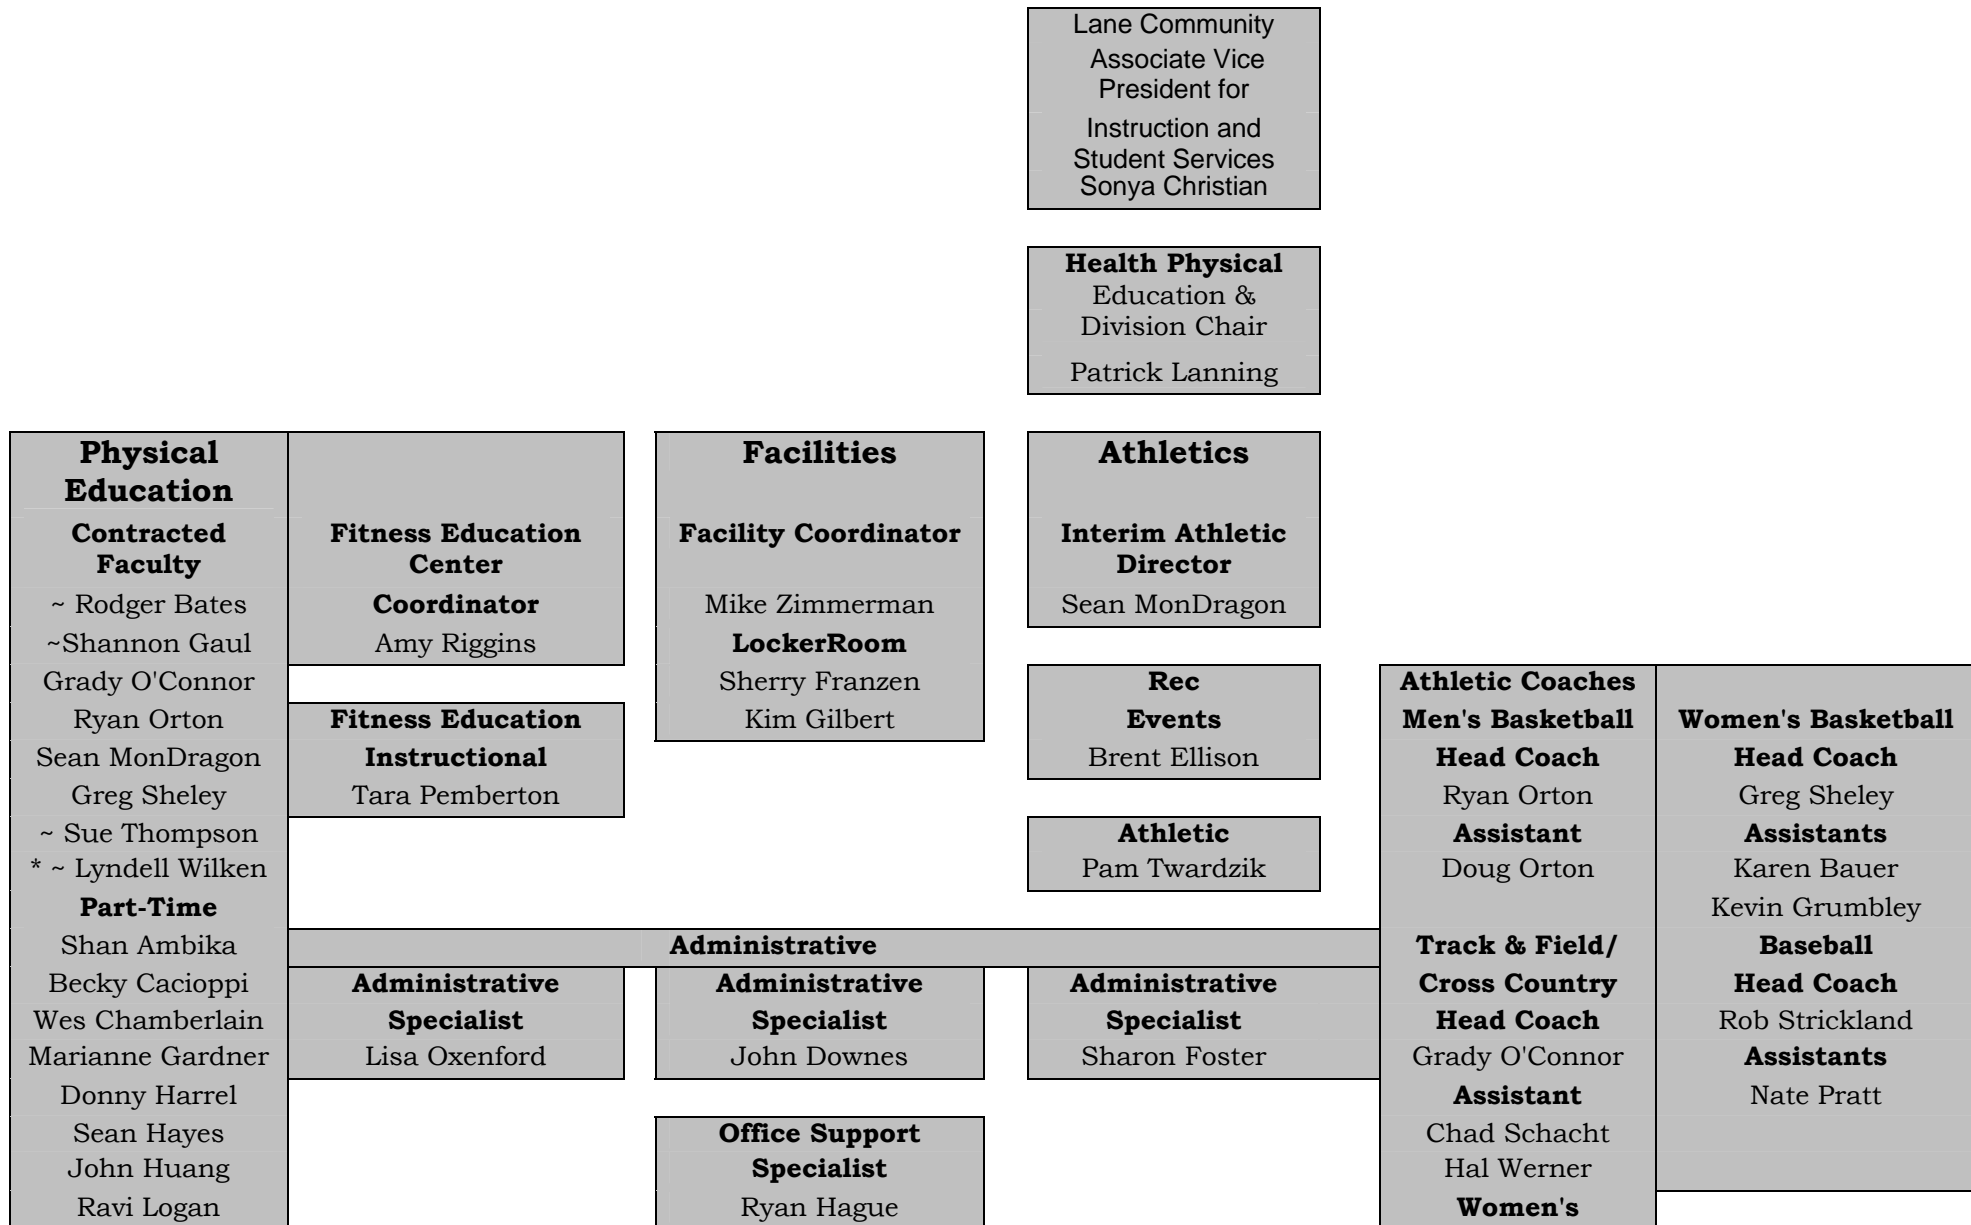 Lane Community
Associate Vice
President for
Instruction and
Student Services
Sonya Christian
Health Physical
Education &
Division Chair
Patrick Lanning
Physical
Education
Contracted
Faculty
~ Rodger Bates
~Shannon Gaul
Grady O'Connor
Ryan Orton
Sean MonDragon
Greg Sheley
~ Sue Thompson
* ~ Lyndell Wilken
Part-Time
Shan Ambika
Becky Cacioppi
Wes Chamberlain
Marianne Gardner
Donny Harrel
Sean Hayes
John Huang
Ravi Logan
Fitness Education
Center
Coordinator
Amy Riggins
Fitness Education
Instructional
Tara Pemberton
Facilities
Facility Coordinator
Mike Zimmerman
LockerRoom
Sherry Franzen
Kim Gilbert
Athletics
Interim Athletic
Director
Sean MonDragon
Rec
Events
Brent Ellison
Athletic
Pam Twardzik
Administrative
Administrative
Specialist
Lisa Oxenford
Administrative
Specialist
John Downes
Administrative
Specialist
Sharon Foster
Office Support
Specialist
Ryan Hague
Athletic Coaches
Men's Basketball
Head Coach
Ryan Orton
Assistant
Doug Orton
Track & Field/
Cross Country
Head Coach
Grady O'Connor
Assistant
Chad Schacht
Hal Werner
Women's
Women's Basketball
Head Coach
Greg Sheley
Assistants
Karen Bauer
Kevin Grumbley
Baseball
Head Coach
Rob Strickland
Assistants
Nate Pratt